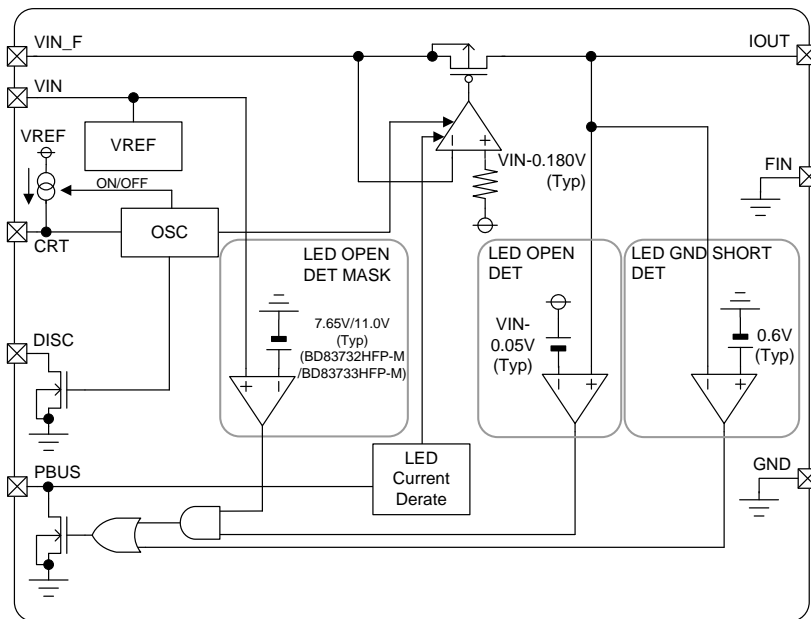 VIN_F
IOUT
VIN
VREF
VREF
ON/OFF
VIN-0.180V
(Typ)
FIN
OSC
CRT
LED OPEN
DET MASK
LED OPEN
DET
LED GND SHORT
DET
DISC
7.65V/11.0V
(Typ)
(BD83732HFP-M
/BD83733HFP-M)
VIN-
0.05V
(Typ)
0.6V
(Typ)
+
−
−
+
−
+
−
+
PBUS
LED
Current
Derate
GND